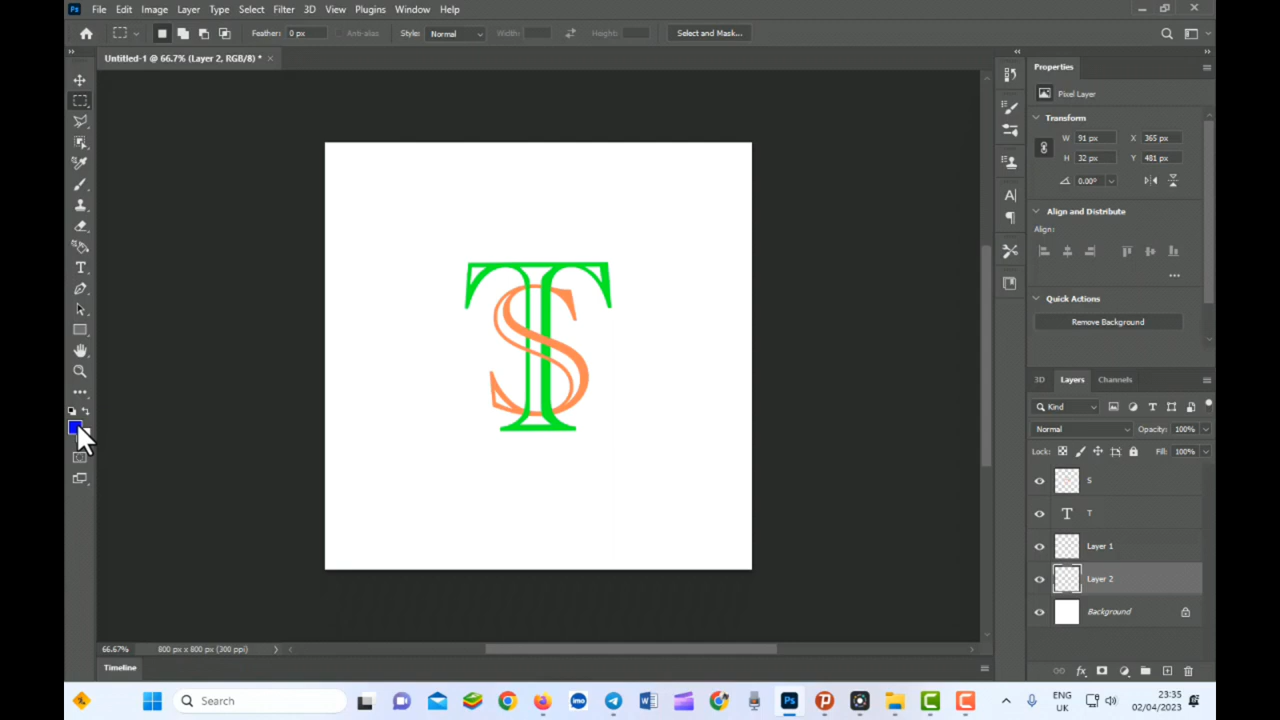 Ps File Edit Image Layer Type Select Filter 3D View Plugins Window Help
Feather: 0 px Anti-alias Style: Normal Width: Height: Select and Mask...
Untitled-1 @ 66.7% (Layer 2, RGB/8) * ×
Properties
Pixel Layer
Transform
W 91 px X 365 px
H 32 px Y 481 px
0.00°
Align and Distribute
Align:
Quick Actions
Remove Background
T
S
3D Layers Channels
Kind
Normal Opacity: 100%
Lock: Fill: 100%
S
T T
Layer 1
Layer 2
Background
66.67% 800 px x 800 px (300 ppi)
Timeline
Search
imo
W
Ps
ENG
UK
23:35
02/04/2023